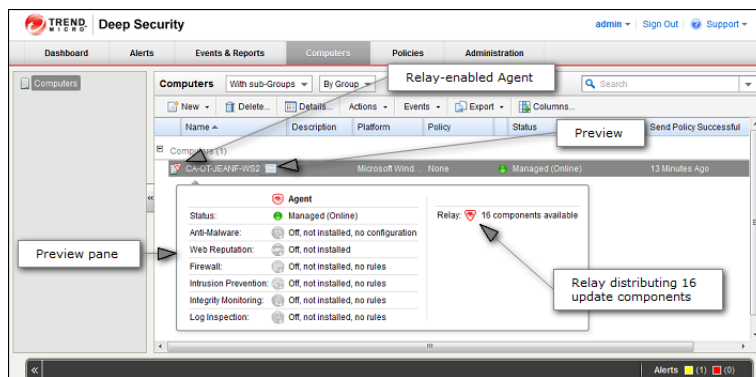 TREND MICRO Deep Security
admin Sign Out Support
Dashboard Alerts Events & Reports Computers Policies Administration
Computers
Computers With sub-Groups By Group Search
Relay-enabled Agent
New Delete... Details... Actions Events Export Columns...
Name Description Platform Policy Status Send Policy Successful
Preview
Computers (1)
CA-OT-JEANF-WS2 Microsoft Wind... None Managed (Online) 13 Minutes Ago
Agent
Status: Managed (Online)
Relay: 16 components available
Anti-Malware: Off, not installed, no configuration
Web Reputation: Off, not installed
Preview pane
Firewall: Off, not installed, no rules
Intrusion Prevention: Off, not installed, no rules
Integrity Monitoring: Off, not installed, no rules
Log Inspection: Off, not installed, no rules
Relay distributing 16
update components
Alerts (1) (0)